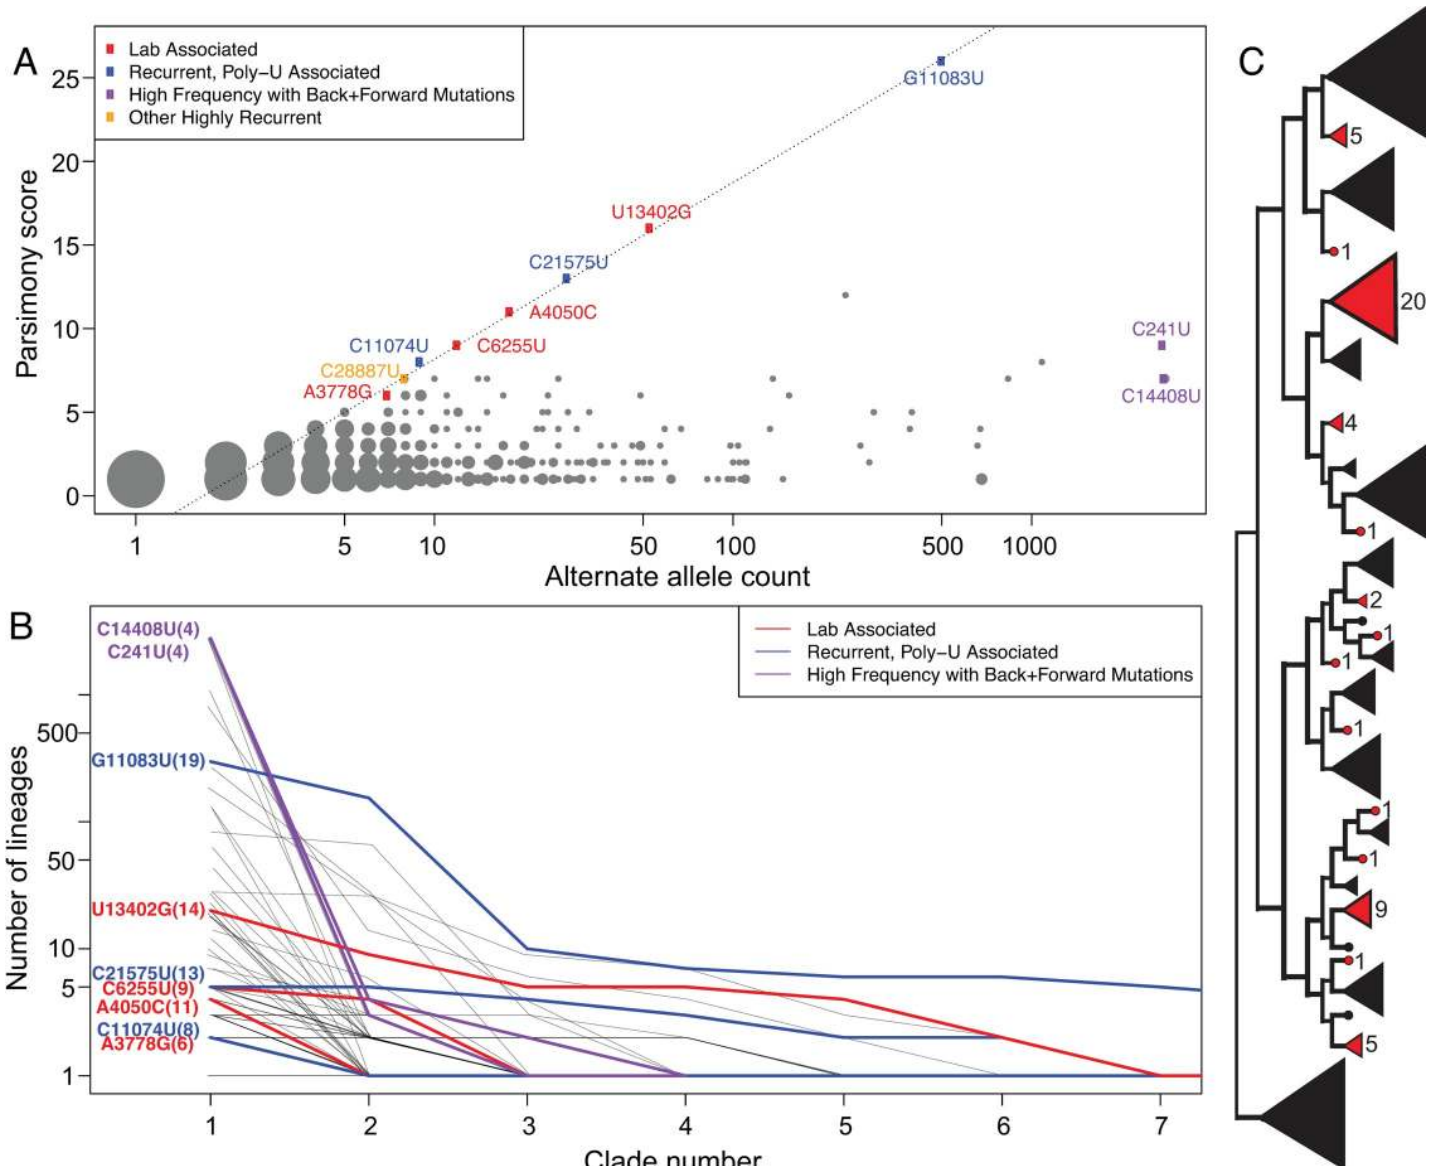 A
Lab Associated
Recurrent, Poly-U Associated
High Frequency with Back+Forward Mutations
Other Highly Recurrent
Parsimony score
25
20
15
10
5
0
G11083U
U13402G
C21575U
A4050C
C6255U
C11074U
C28887U
A3778G
C241U
C14408U
1
5
10
50
100
500
1000
Alternate allele count
B
Lab Associated
Recurrent, Poly-U Associated
High Frequency with Back+Forward Mutations
Number of lineages
C14408U(4)
C241U(4)
500
G11083U(19)
50
U13402G(14)
10
C21575U(13)
5
C6255U(9)
A4050C(11)
C11074U(8)
A3778G(6)
1
1
2
3
4
5
6
7
Clade number
C
5
1
20
4
1
2
1
1
1
1
1
9
1
5